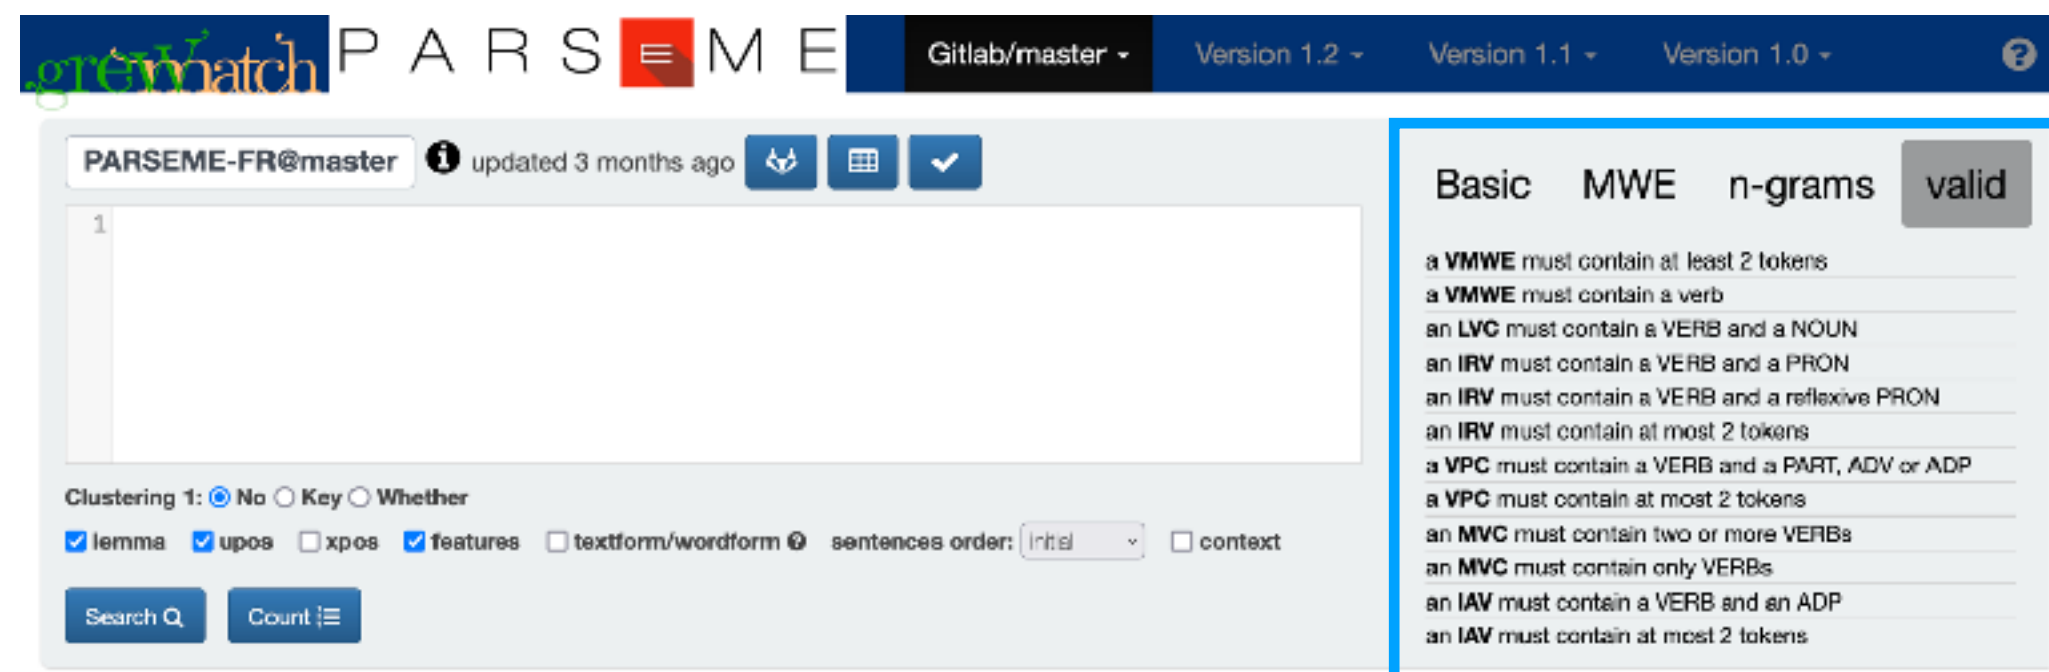 grewmatch PARSEME Gitlab/master Version 1.2 Version 1.1 Version 1.0 ?
PARSEME-FR@master i updated 3 months ago
1
Clustering 1: No Key Whether
lemma upos xpos features textform/wordform ? sentences order: initial context
Search Count
Basic MWE n-grams valid
a VMWE must contain at least 2 tokens
a VMWE must contain a verb
an LVC must contain a VERB and a NOUN
an IRV must contain a VERB and a PRON
an IRV must contain a VERB and a reflexive PRON
an IRV must contain at most 2 tokens
a VPC must contain a VERB and a PART, ADV or ADP
a VPC must contain at most 2 tokens
an MVC must contain two or more VERBs
an MVC must contain only VERBs
an IAV must contain a VERB and an ADP
an IAV must contain at most 2 tokens